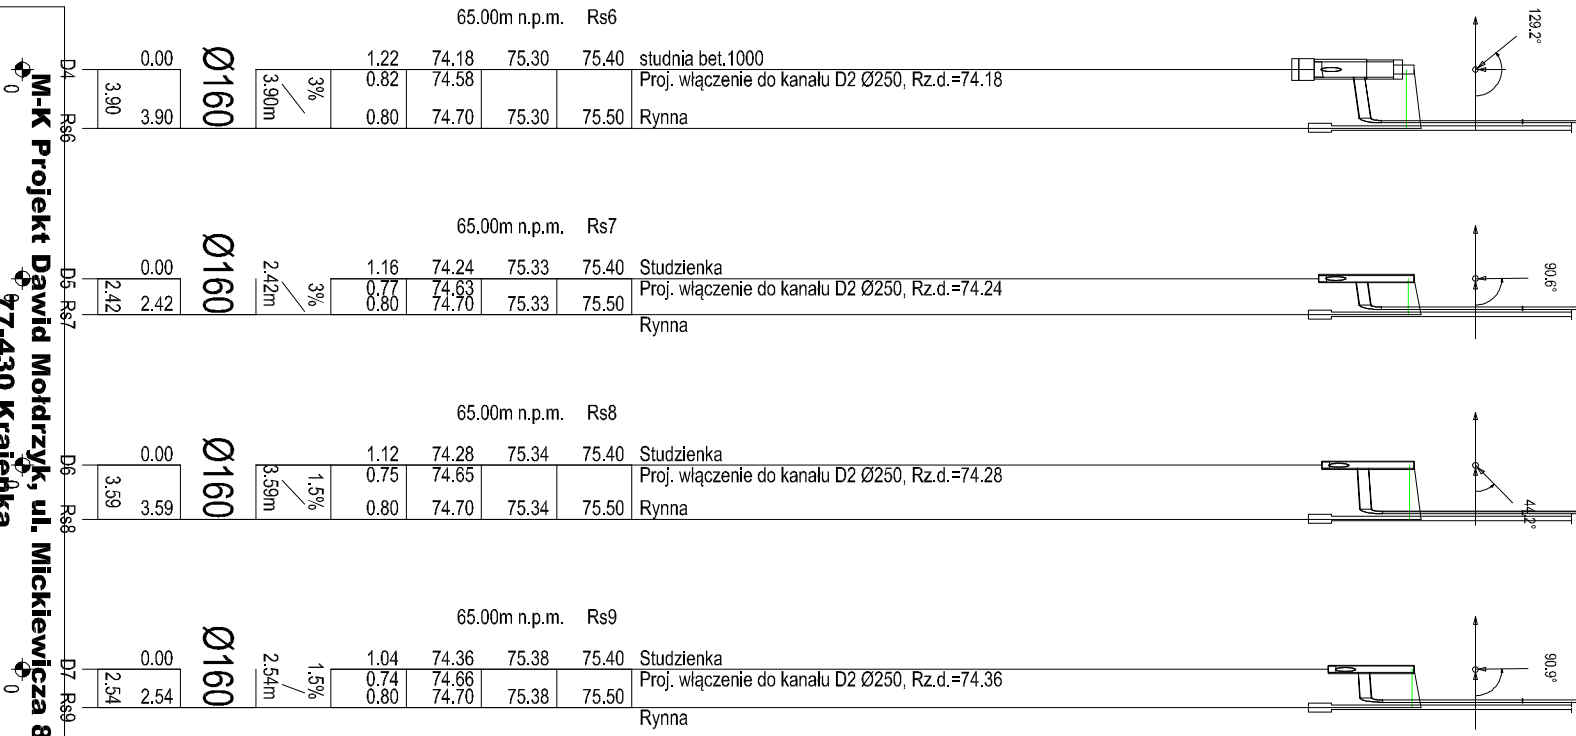 65.00m n.p.m. Rs6
0.00 Ø160 1.22 74.18 75.30 75.40 studnia bet.1000
3.90 3.90m 3% 0.82 74.58 Proj. włączenie do kanału D2 Ø250, Rz.d.=74.18
3.90 0.80 74.70 75.30 75.50 Rynna
D4 Rs6
0
129.2°
65.00m n.p.m. Rs7
0.00 Ø160 1.16 74.24 75.33 75.40 Studzienka
2.42 2.42m 3% 0.77 74.63 Proj. włączenie do kanału D2 Ø250, Rz.d.=74.24
2.42 0.80 74.70 75.33 75.50
Rynna
D5 Rs7
90.6°
65.00m n.p.m. Rs8
0.00 Ø160 1.12 74.28 75.34 75.40 Studzienka
3.59 3.59m 1.5% 0.75 74.65 Proj. włączenie do kanału D2 Ø250, Rz.d.=74.28
3.59 0.80 74.70 75.34 75.50 Rynna
D6 Rs8
44.2°
65.00m n.p.m. Rs9
0.00 Ø160 1.04 74.36 75.38 75.40 Studzienka
2.54 2.54m 1.5% 0.74 74.66 Proj. włączenie do kanału D2 Ø250, Rz.d.=74.36
2.54 0.80 74.70 75.38 75.50
Rynna
D7 Rs9
0
90.9°
M-K Projekt Dawid Mołdrzyk, ul. Mickiewicza 8
77-430 Krajenka